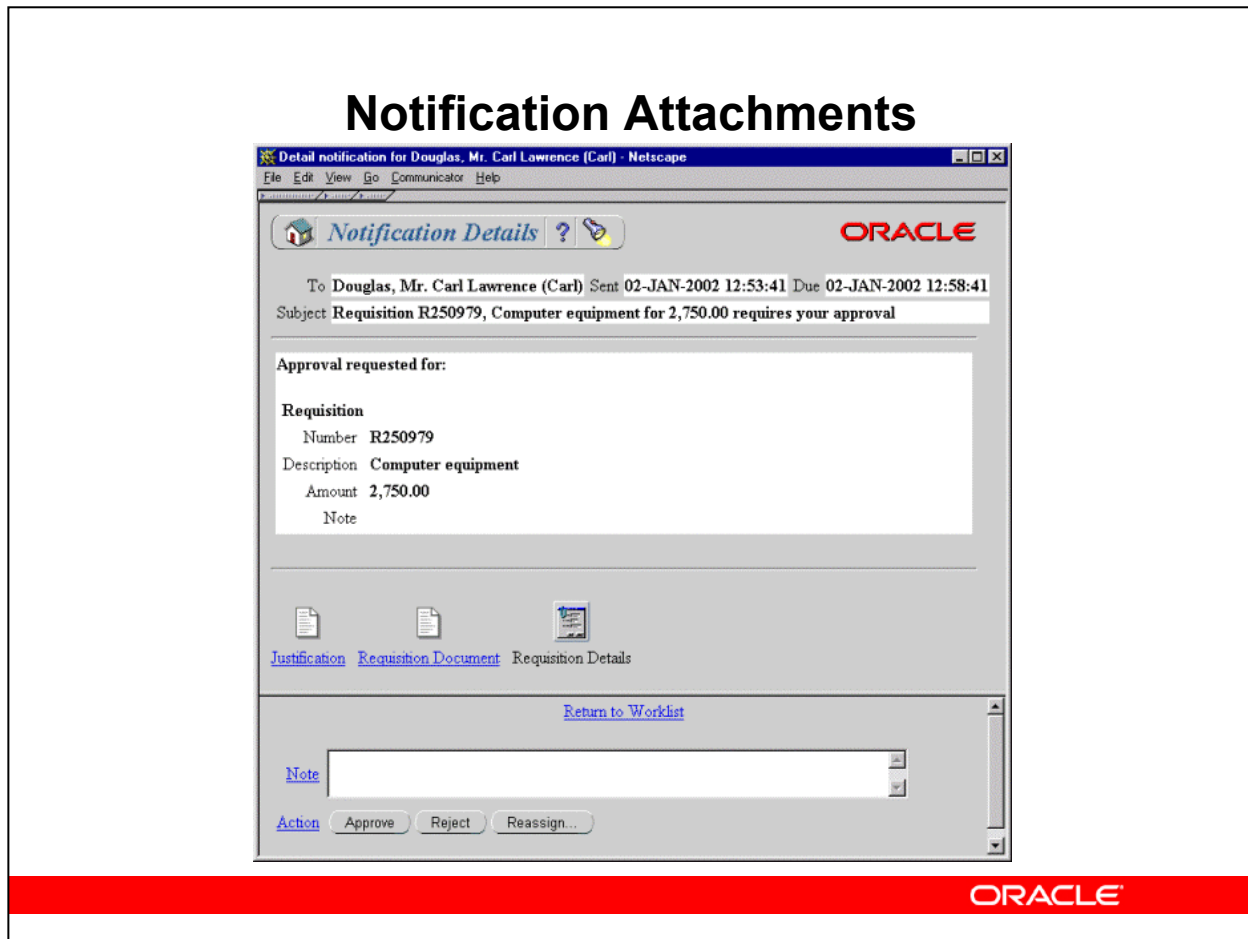 Notification Attachments
Detail notification for Douglas, Mr. Carl Lawrence (Carl) - Netscape
File Edit View Go Communicator Help
Notification Details ? ORACLE
To Douglas, Mr. Carl Lawrence (Carl) Sent 02-JAN-2002 12:53:41 Due 02-JAN-2002 12:58:41
Subject Requisition R250979, Computer equipment for 2,750.00 requires your approval
Approval requested for:
Requisition
Number R250979
Description Computer equipment
Amount 2,750.00
Note
Justification Requisition Document Requisition Details
Return to Worklist
Note
Action Approve Reject Reassign...
ORACLE